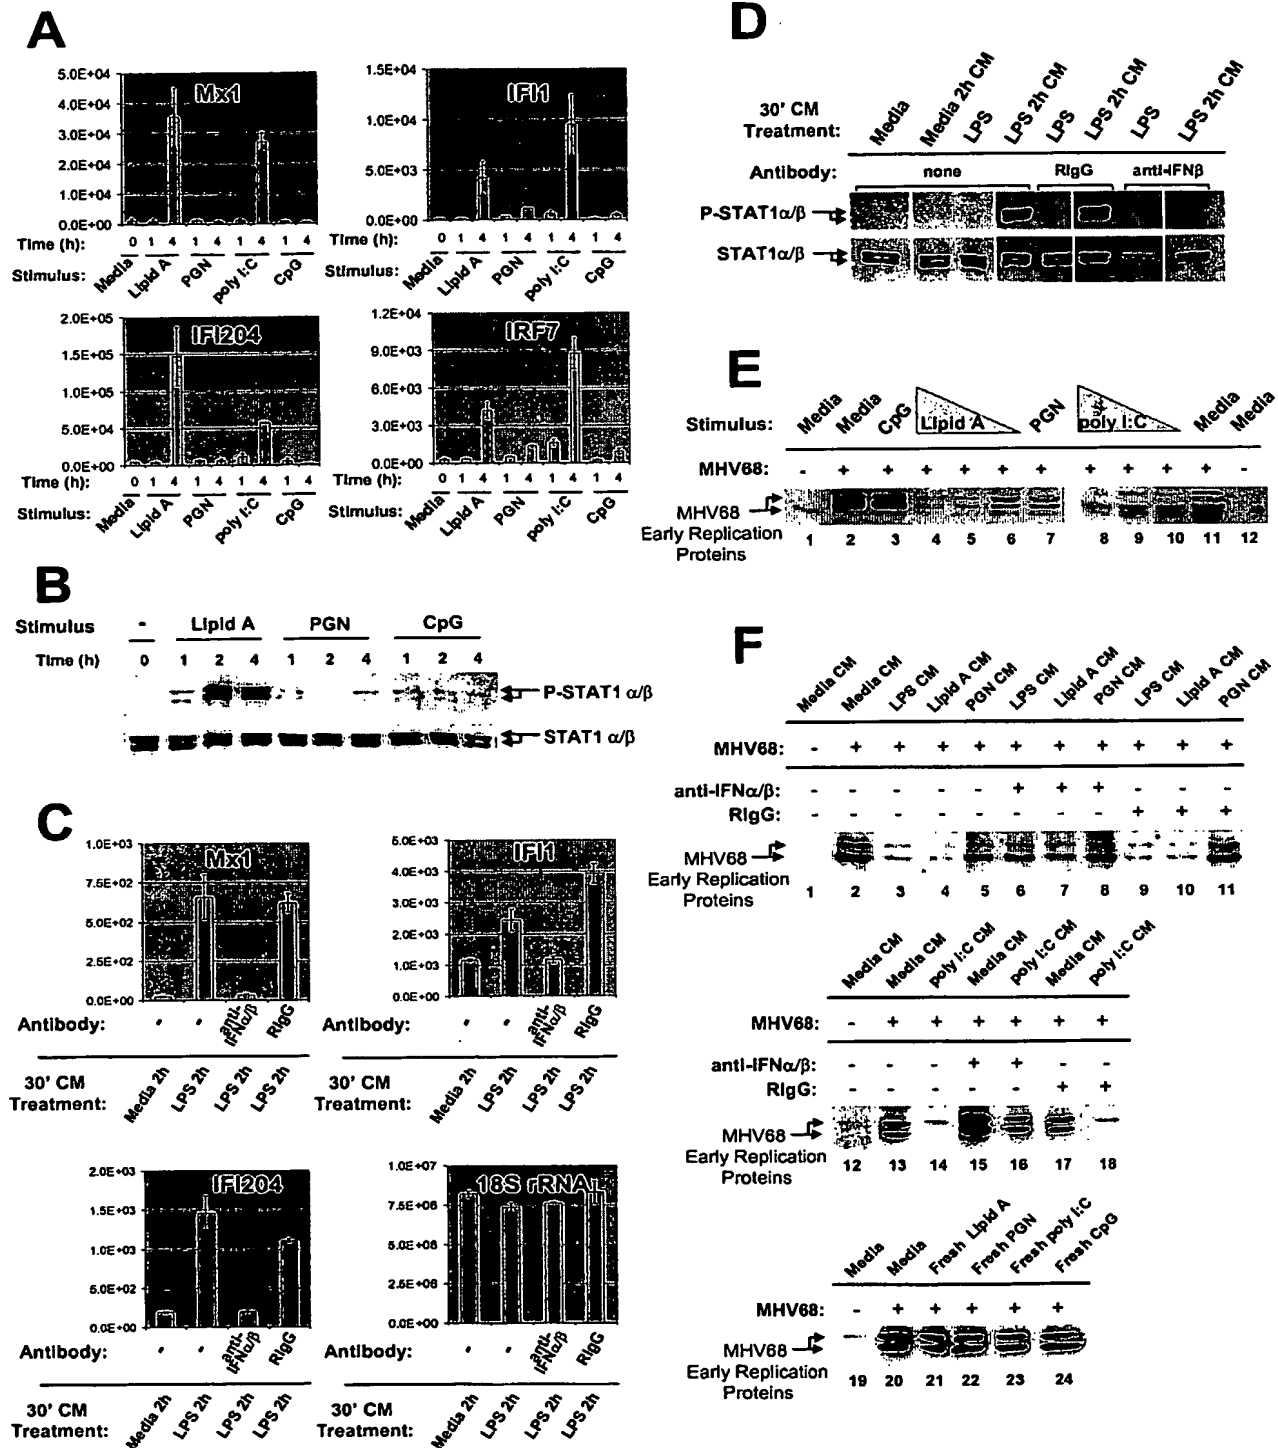 A
Mx1
5.0E+04
4.0E+04
3.0E+04
2.0E+04
1.0E+04
0.0E+00
Time (h): 0 1 4 1 4 1 4 1 4
Stimulus: Media Lipid A PGN poly I:C CpG
IFI1
1.5E+04
1.0E+04
5.0E+03
0.0E+00
Time (h): 0 1 4 1 4 1 4 1 4
Stimulus: Media Lipid A PGN poly I:C CpG
IFI204
2.0E+05
1.5E+05
1.0E+05
5.0E+04
0.0E+00
Time (h): 0 1 4 1 4 1 4 1 4
Stimulus: Media Lipid A PGN poly I:C CpG
IRF7
1.2E+04
9.0E+03
6.0E+03
3.0E+03
0.0E+00
Time (h): 0 1 4 1 4 1 4 1 4
Stimulus: Media Lipid A PGN poly I:C CpG
B
Stimulus - Lipid A PGN CpG
Time (h) 0 1 2 4 1 2 4 1 2 4
P-STAT1 α/β
STAT1 α/β
C
Mx1
1.0E+03
7.5E+02
5.0E+02
2.5E+02
0.0E+00
Antibody: - - anti-IFNα/β RIgG
30' CM Treatment: Media 2h LPS 2h LPS 2h LPS 2h
IFI1
5.0E+03
4.0E+03
3.0E+03
2.0E+03
1.0E+03
0.0E+00
Antibody: - - anti-IFNα/β RIgG
30' CM Treatment: Media 2h LPS 2h LPS 2h LPS 2h
IFI204
2.0E+03
1.5E+03
1.0E+03
5.0E+02
0.0E+00
Antibody: - - anti-IFNα/β RIgG
30' CM Treatment: Media 2h LPS 2h LPS 2h LPS 2h
18S rRNA
1.0E+07
7.5E+06
5.0E+06
2.5E+06
0.0E+00
Antibody: - - anti-IFNα/β RIgG
30' CM Treatment: Media 2h LPS 2h LPS 2h LPS 2h
D
30' CM Treatment: Media Media 2h CM LPS LPS 2h CM LPS LPS 2h CM LPS LPS 2h CM
Antibody: none RIgG anti-IFNβ
P-STAT1α/β
STAT1α/β
E
Stimulus: Media Media CpG Lipid A PGN poly I:C Media Media
MHV68: - + + + + + + + + + + -
MHV68
Early Replication
Proteins
1 2 3 4 5 6 7 8 9 10 11 12
F
Media CM Media CM LPS CM Lipid A CM PGN CM LPS CM Lipid A CM PGN CM LPS CM Lipid A CM PGN CM
MHV68: - + + + + + + + + + +
anti-IFNα/β: - - - - - + + + - - -
RIgG: - - - - - - - - + + +
MHV68
Early Replication
Proteins
1 2 3 4 5 6 7 8 9 10 11
Media CM Media CM poly I:C CM Media CM poly I:C CM Media CM poly I:C CM
MHV68: - + + + + + +
anti-IFNα/β: - - - + + - -
RIgG: - - - - - + +
MHV68
Early Replication
Proteins
12 13 14 15 16 17 18
Media Media Fresh Lipid A Fresh PGN Fresh poly I:C Fresh CpG
MHV68: - + + + + +
MHV68
Early Replication
Proteins
19 20 21 22 23 24